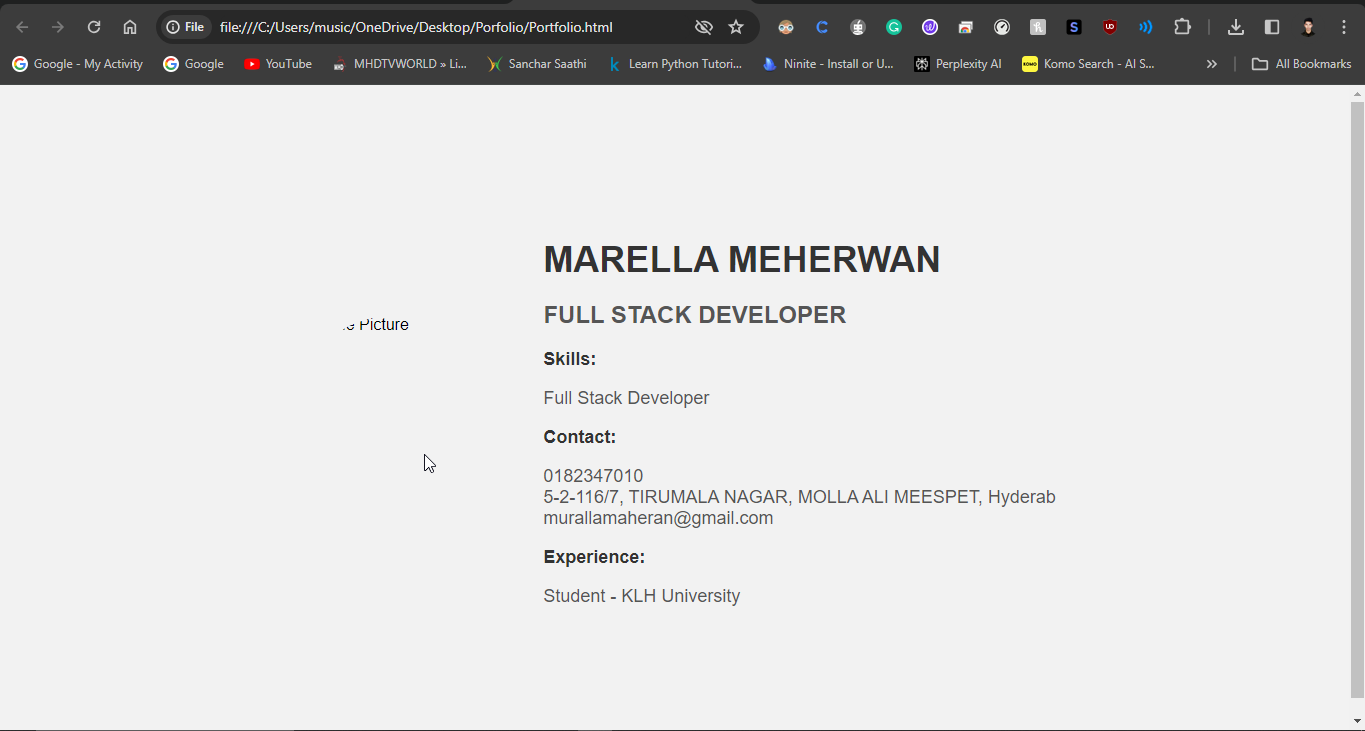 File
file:///C:/Users/music/OneDrive/Desktop/Porfolio/Portfolio.html
Google - My Activity
Google
YouTube
MHDTVWORLD » Li...
Sanchar Saathi
Learn Python Tutori...
Ninite - Install or U...
Perplexity AI
KOMO
Komo Search - AI S...
»
All Bookmarks
MARELLA MEHERWAN
FULL STACK DEVELOPER
Picture
Skills:
Full Stack Developer
Contact:
0182347010
5-2-116/7, TIRUMALA NAGAR, MOLLA ALI MEESPET, Hyderab
murallamaheran@gmail.com
Experience:
Student - KLH University